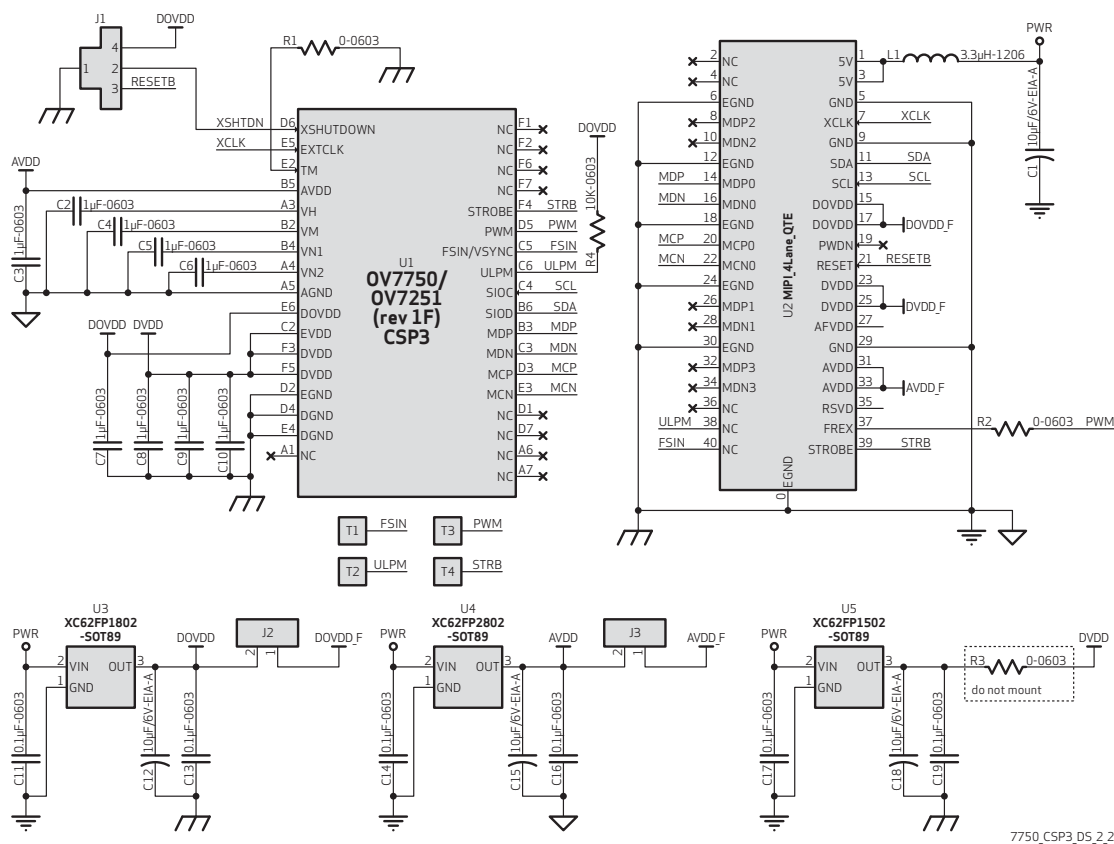 J1
DOVDD
4
1
2
3
RESETB
R1
0-0603
XSHTDN D6 XSHUTDOWN
XCLK E5 EXTCLK
E2 TM
AVDD
B5 AVDD
C2 1μF-0603 A3 VH
C4 1μF-0603 B2 VM
C5 1μF-0603 B4 VN1
C6 1μF-0603 A4 VN2
C3 1μF-0603
A5 AGND
E6 DOVDD
DOVDD
DVDD
C2 EVDD
F3 DVDD
F5 DVDD
D2 EGND
D4 DGND
E4 DGND
A1 NC
C7 1μF-0603
C8 1μF-0603
C9 1μF-0603
C10 1μF-0603
U1
OV7750/
OV7251
(rev 1F)
CSP3
NC F1
NC F2
NC F6
NC F7
STROBE F4 STRB
PWM D5 PWM
FSIN/VSYNC C5 FSIN
ULPM C6 ULPM
SIOC C4 SCL
SIOD B6 SDA
MDP B3 MDP
MDN C3 MDN
MCP D3 MCP
MCN E3 MCN
NC D1
NC D7
NC A6
NC A7
DOVDD
R4 10K-0603
T1 FSIN
T3 PWM
T2 ULPM
T4 STRB
2 NC
4 NC
6 EGND
8 MDP2
10 MDN2
12 EGND
MDP 14 MDP0
MDN 16 MDN0
18 EGND
MCP 20 MCP0
MCN 22 MCN0
24 EGND
26 MDP1
28 MDN1
30 EGND
32 MDP3
34 MDN3
36 NC
ULPM 38 NC
FSIN 40 NC
U2 MIPI_4Lane_QTE
0 EGND
5V 1
5V 3
GND 5
XCLK 7 XCLK
GND 9
SDA 11 SDA
SCL 13 SCL
DOVDD 15
DOVDD 17 DOVDD_F
PWDN 19
RESET 21 RESETB
DVDD 23
DVDD 25 DVDD_F
AFVDD 27
GND 29
AVDD 31
AVDD 33 AVDD_F
RSVD 35
FREX 37 R2 0-0603 PWM
STROBE 39 STRB
L1 3.3μH-1206
PWR
C1 10μF/6V-EIA-A
U3
XC62FP1802
-SOT89
PWR
2 VIN OUT 3
1 GND
DOVDD
J2
2 1
DOVDD_F
C11 0.1μF-0603
C12 10μF/6V-EIA-A
C13 0.1μF-0603
U4
XC62FP2802
-SOT89
PWR
2 VIN OUT 3
1 GND
AVDD
J3
2 1
AVDD_F
C14 0.1μF-0603
C15 10μF/6V-EIA-A
C16 0.1μF-0603
U5
XC62FP1502
-SOT89
PWR
2 VIN OUT 3
1 GND
R3 0-0603
do not mount
DVDD
C17 0.1μF-0603
C18 10μF/6V-EIA-A
C19 0.1μF-0603
7750_CSP3_DS_2_2